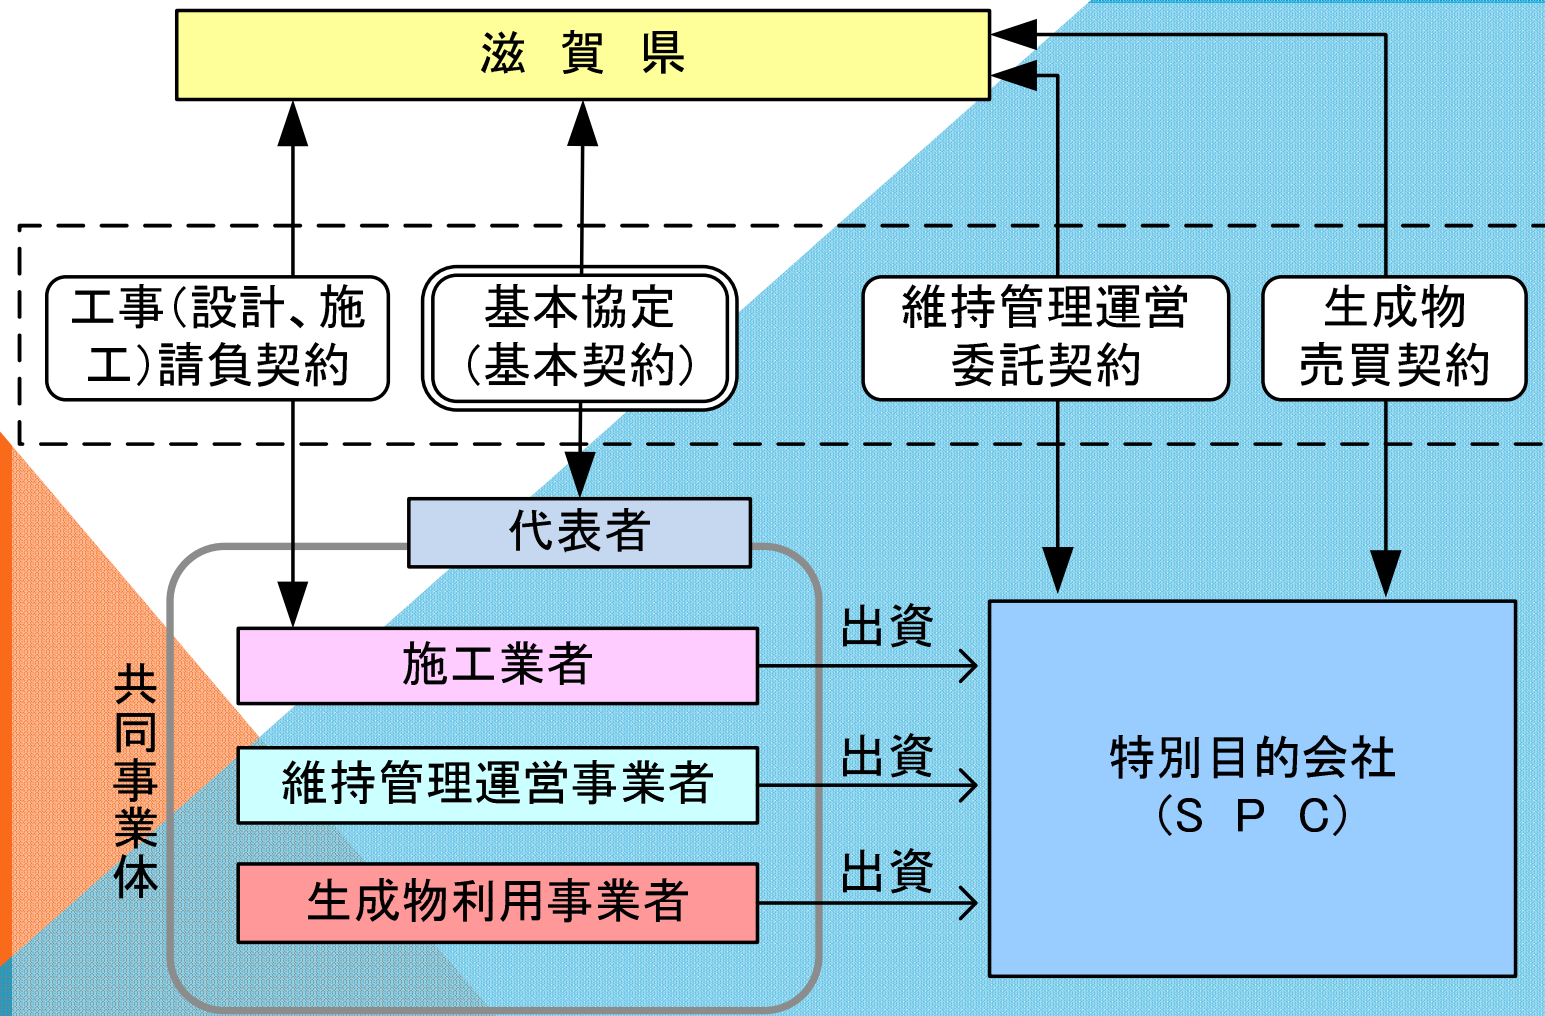 滋　賀　県
工事（設計、施
工）請負契約
基本協定
（基本契約）
維持管理運営
委託契約
生成物
売買契約
代表者
共同事業体
施工業者
出資
維持管理運営事業者
出資
生成物利用事業者
出資
特別目的会社
（Ｓ　Ｐ　Ｃ）